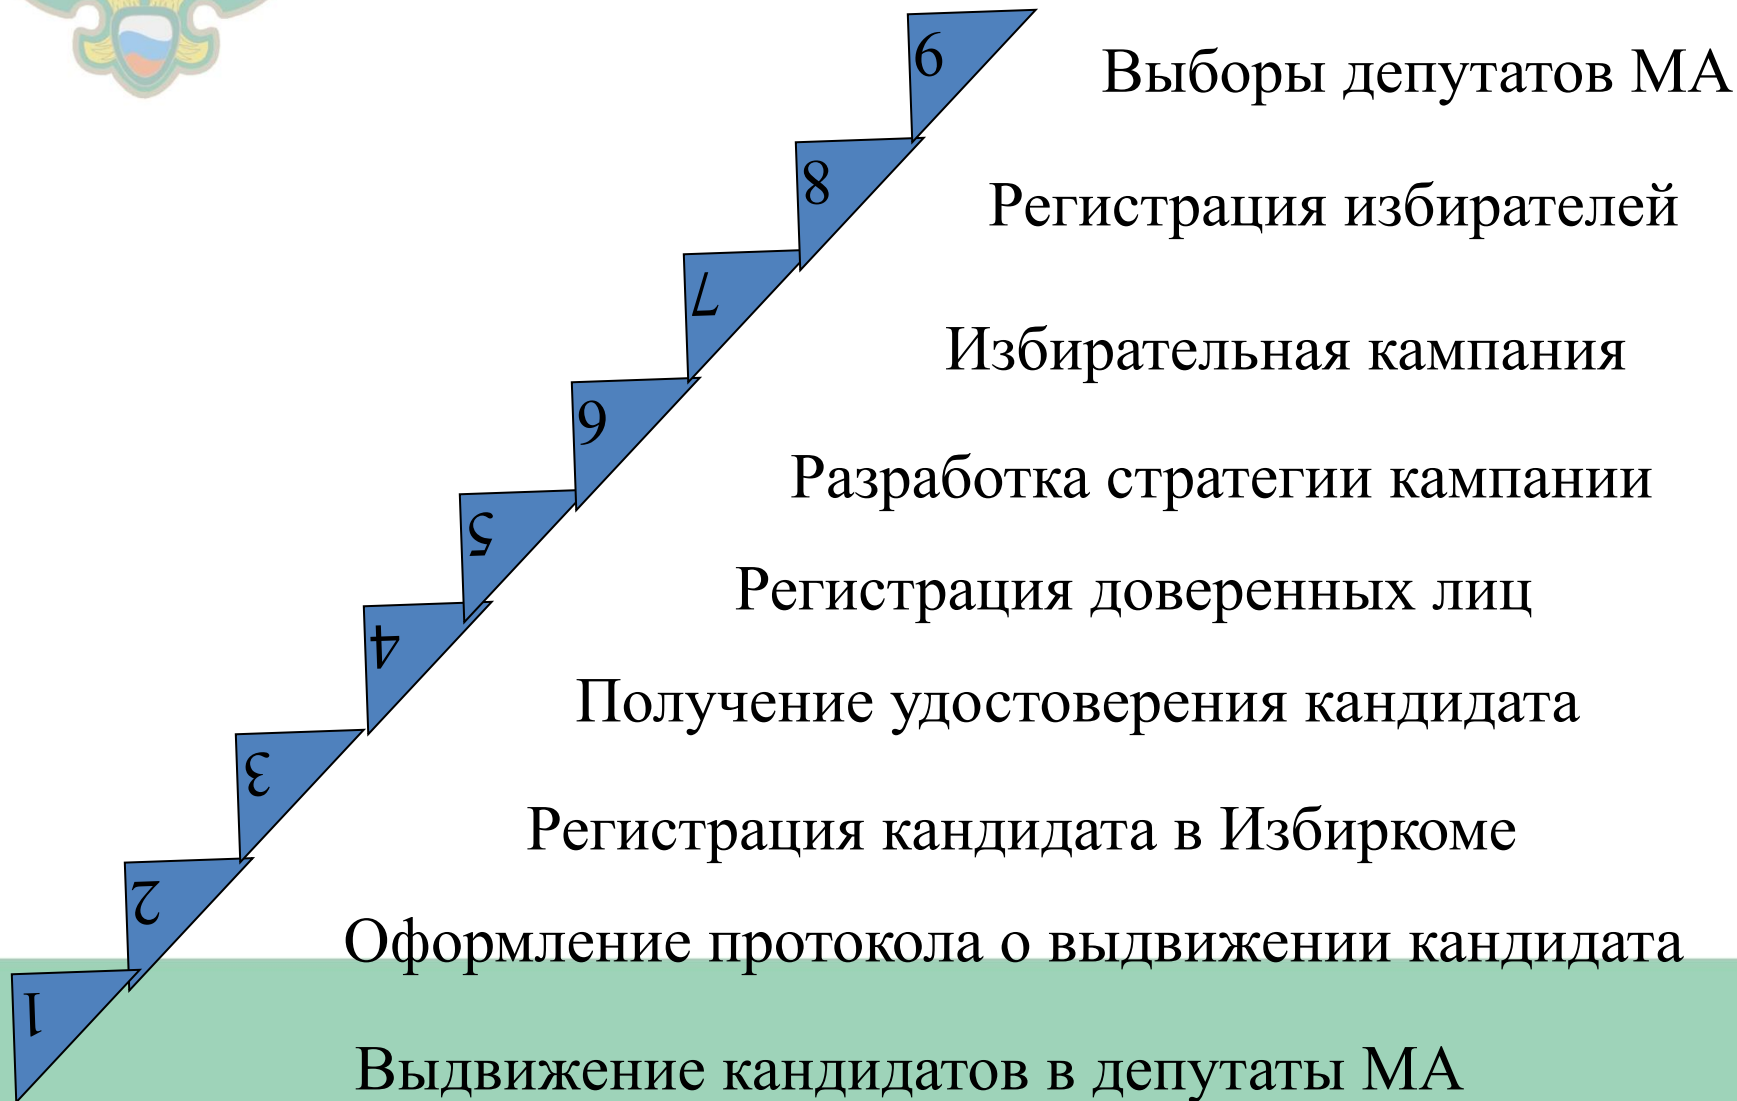 9 Выборы депутатов МА
8 Регистрация избирателей
7 Избирательная кампания
6 Разработка стратегии кампании
5 Регистрация доверенных лиц
4 Получение удостоверения кандидата
3 Регистрация кандидата в Избиркоме
2 Оформление протокола о выдвижении кандидата
1 Выдвижение кандидатов в депутаты МА